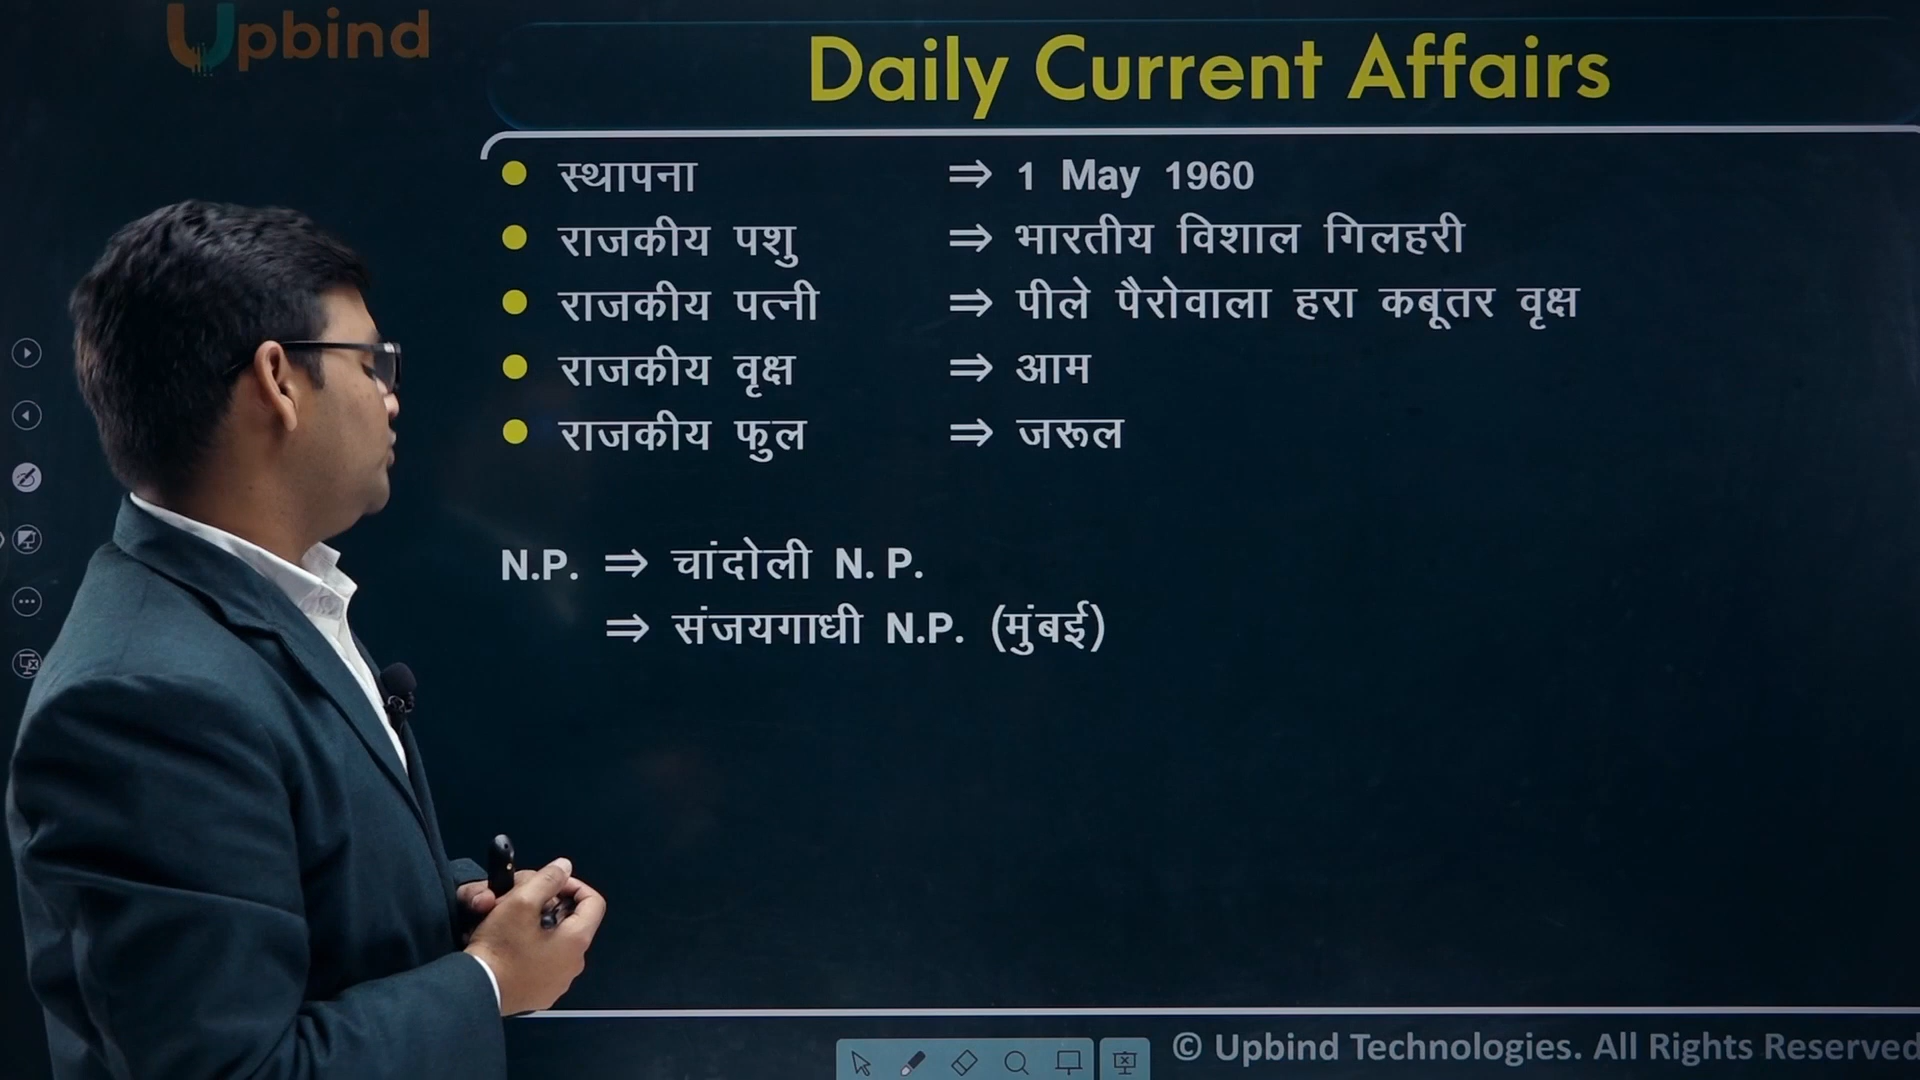 Upbind
Daily Current Affairs
स्थापना ⇒ 1 May 1960
राजकीय पशु ⇒ भारतीय विशाल गिलहरी
राजकीय पत्नी ⇒ पीले पैरोवाला हरा कबूतर वृक्ष
राजकीय वृक्ष ⇒ आम
राजकीय फुल ⇒ जरूल
N.P. ⇒ चांदोली N. P.
⇒ संजयगाधी N.P. (मुंबई)
© Upbind Technologies. All Rights Reserved